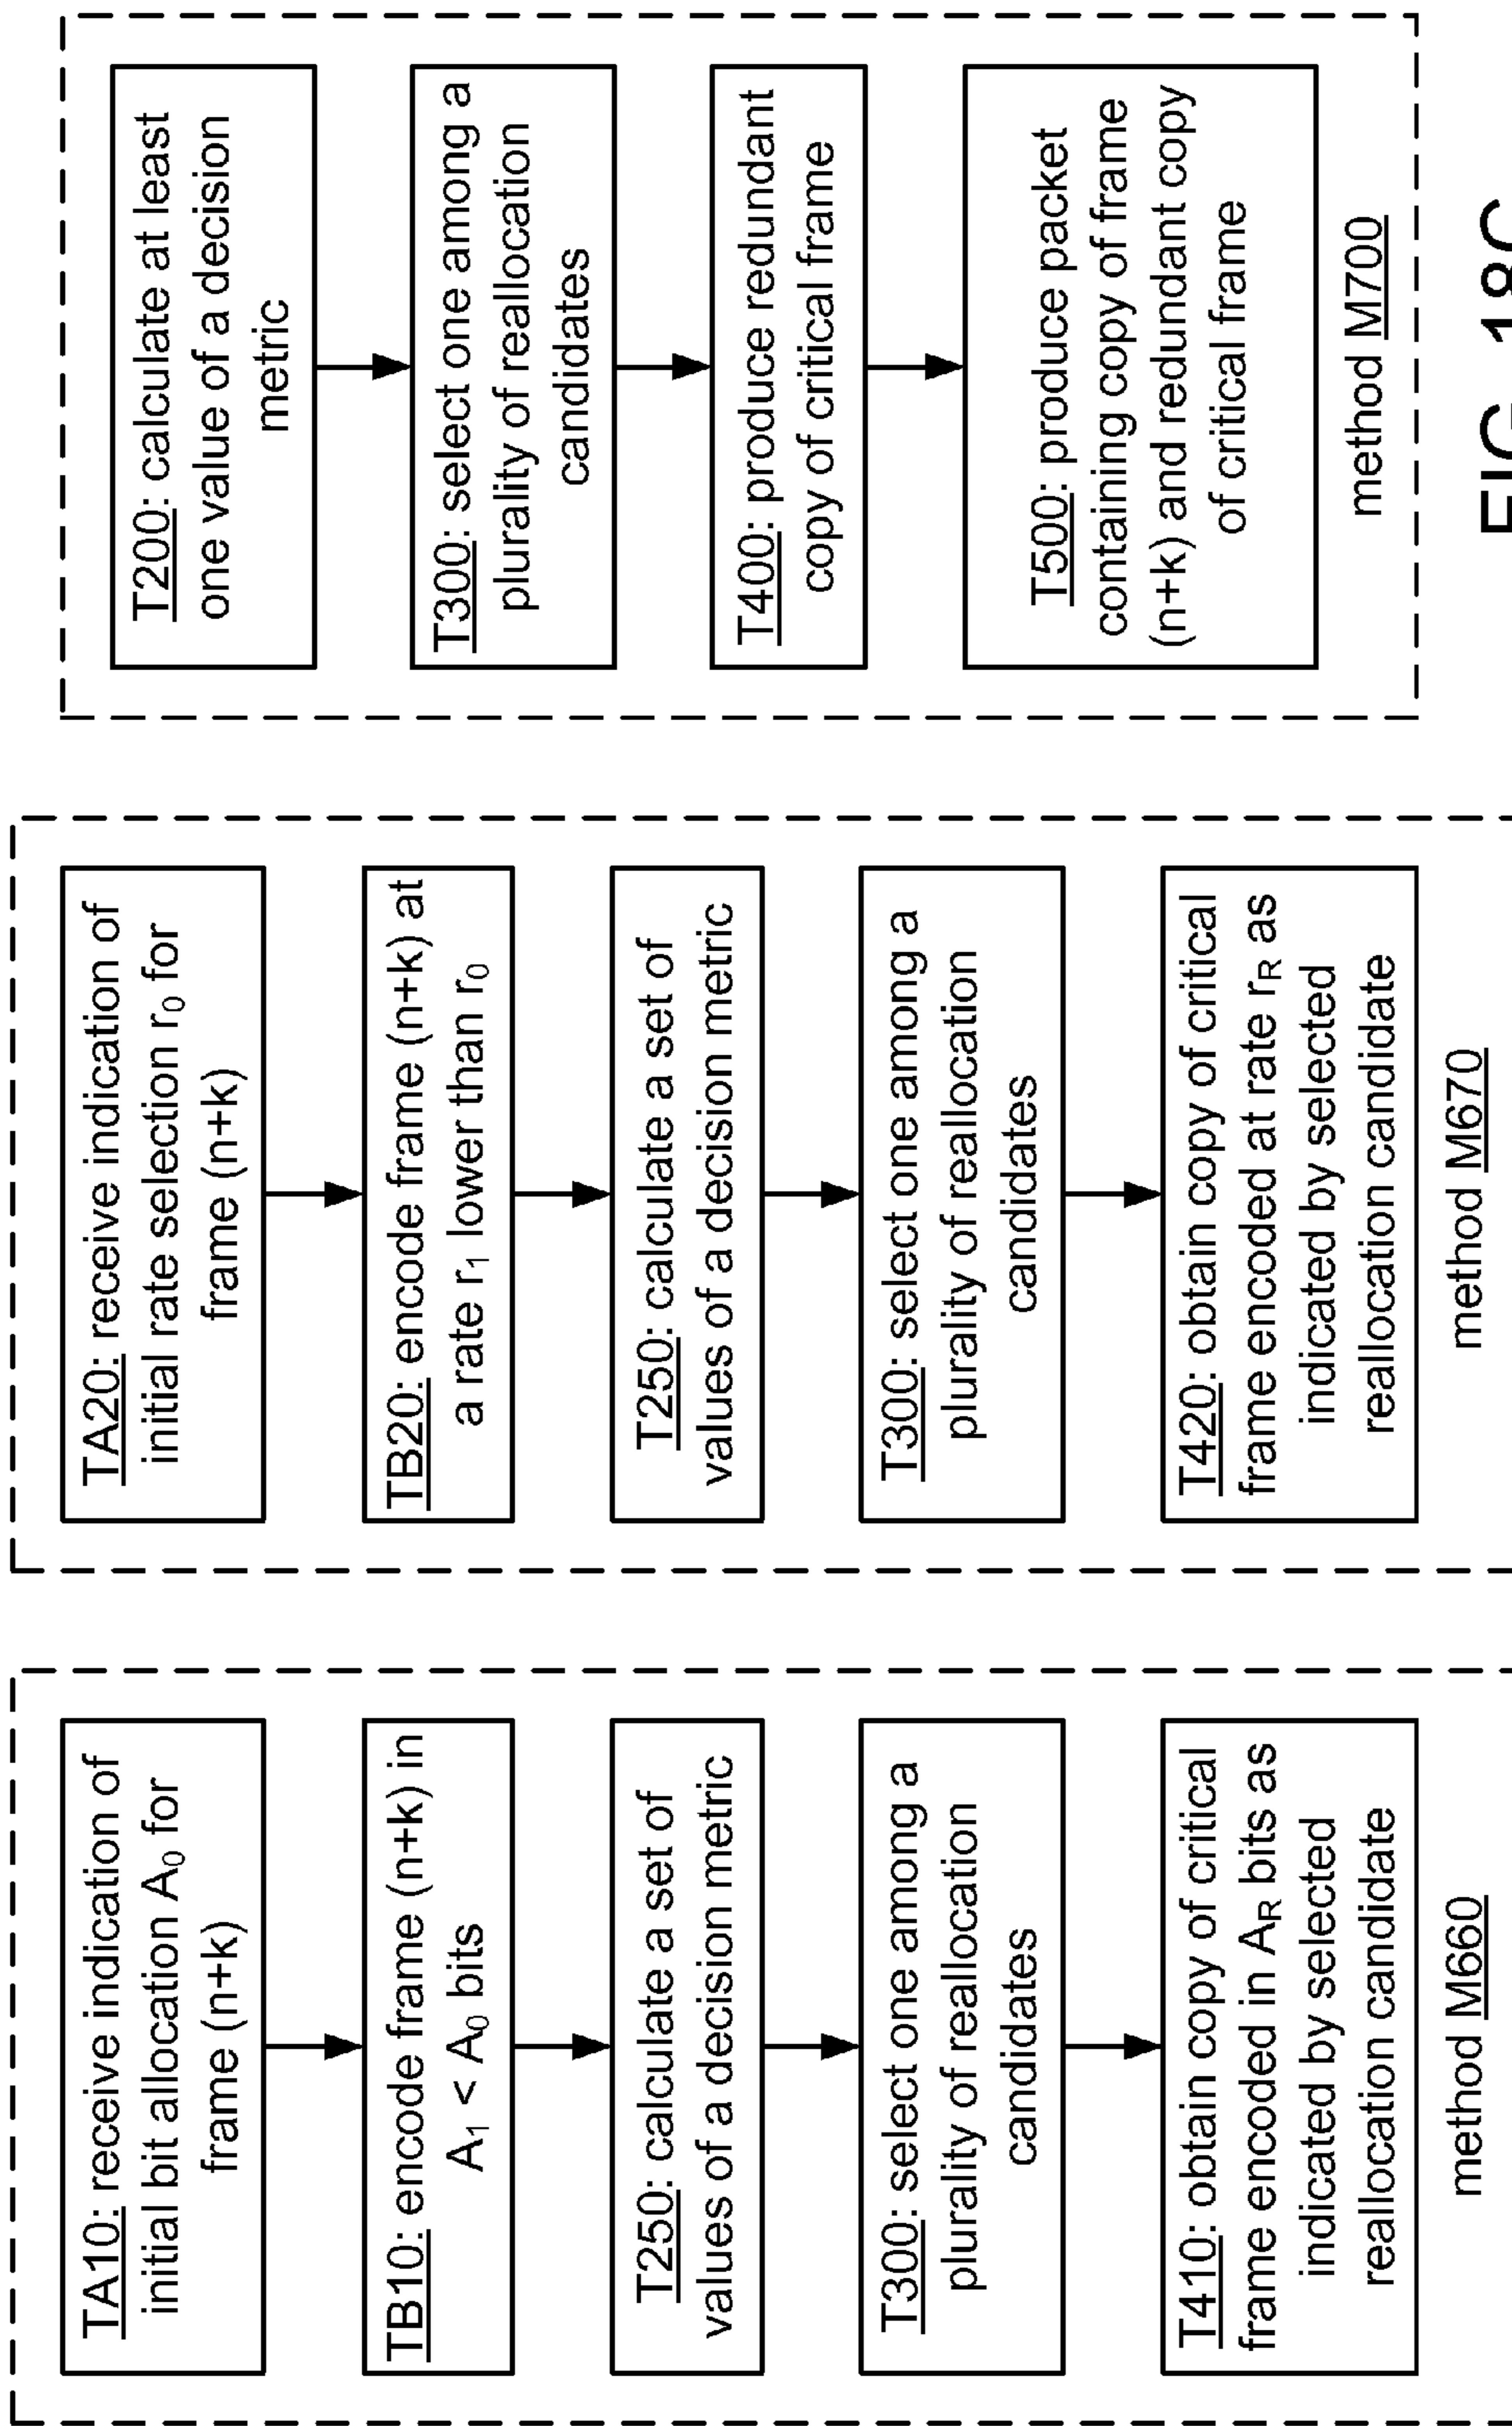 TA10: receive indication of
initial bit allocation A₀ for
frame (n+k)
TB10: encode frame (n+k) in
A₁ < A₀ bits
T250: calculate a set of
values of a decision metric
T300: select one among a
plurality of reallocation
candidates
T410: obtain copy of critical
frame encoded in A_R bits as
indicated by selected
reallocation candidate
method M660
TA20: receive indication of
initial rate selection r₀ for
frame (n+k)
TB20: encode frame (n+k) at
a rate r₁ lower than r₀
T250: calculate a set of
values of a decision metric
T300: select one among a
plurality of reallocation
candidates
T420: obtain copy of critical
frame encoded at rate r_R as
indicated by selected
reallocation candidate
method M670
T200: calculate at least
one value of a decision
metric
T300: select one among a
plurality of reallocation
candidates
T400: produce redundant
copy of critical frame
T500: produce packet
containing copy of frame
(n+k) and redundant copy
of critical frame
method M700
FIG. 18C